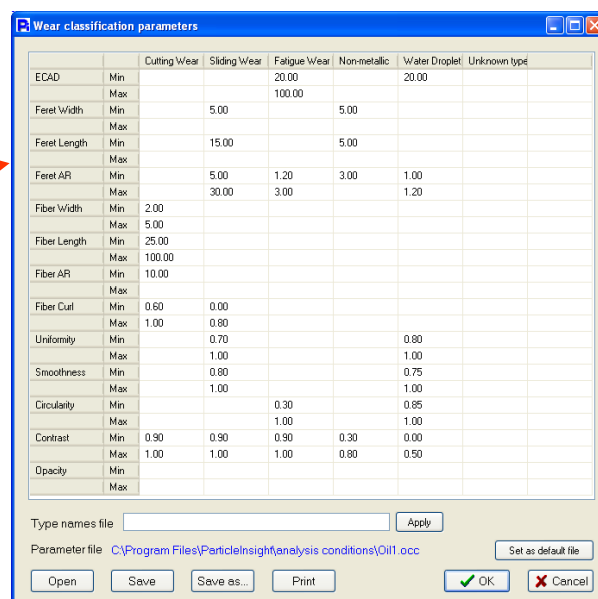 Wear classification parameters
Cutting Wear Sliding Wear Fatigue Wear Non-metallic Water Droplet Unknown type
ECAD Min 20.00 20.00
Max 100.00
Feret Width Min 5.00 5.00
Max
Feret Length Min 15.00 5.00
Max
Feret AR Min 5.00 1.20 3.00 1.00
Max 30.00 3.00 1.20
Fiber Width Min 2.00
Max 5.00
Fiber Length Min 25.00
Max 100.00
Fiber AR Min 10.00
Max
Fiber Curl Min 0.60 0.00
Max 1.00 0.80
Uniformity Min 0.70 0.80
Max 1.00 1.00
Smoothness Min 0.80 0.75
Max 1.00 1.00
Circularity Min 0.30 0.85
Max 1.00 1.00
Contrast Min 0.90 0.90 0.90 0.30 0.00
Max 1.00 1.00 1.00 0.80 0.50
Opacity Min
Max
Type names file Apply
Parameter file C:\Program Files\ParticleInsight\analysis conditions\Oil1.occ Set as default file
Open Save Save as... Print OK Cancel